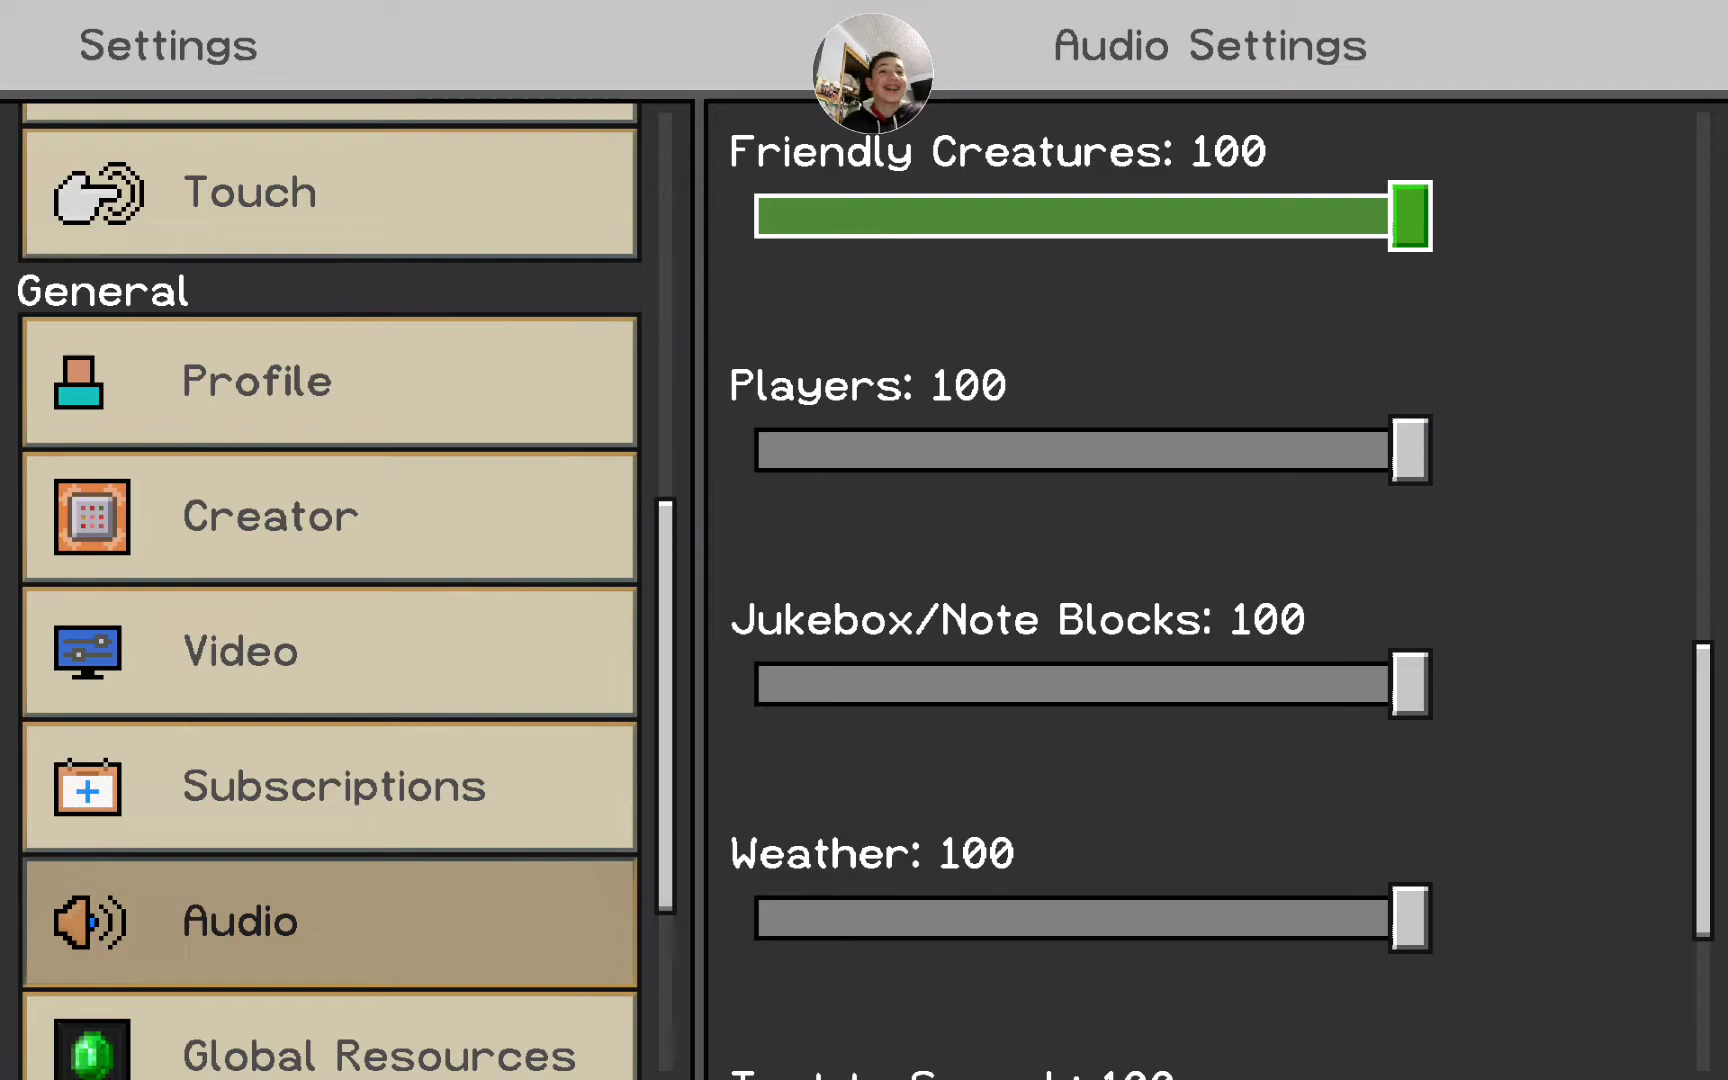 Settings
Audio Settings
Touch
General
Profile
Creator
Video
Subscriptions
Audio
Global Resources
Friendly Creatures: 100
Players: 100
Jukebox/Note Blocks: 100
Weather: 100